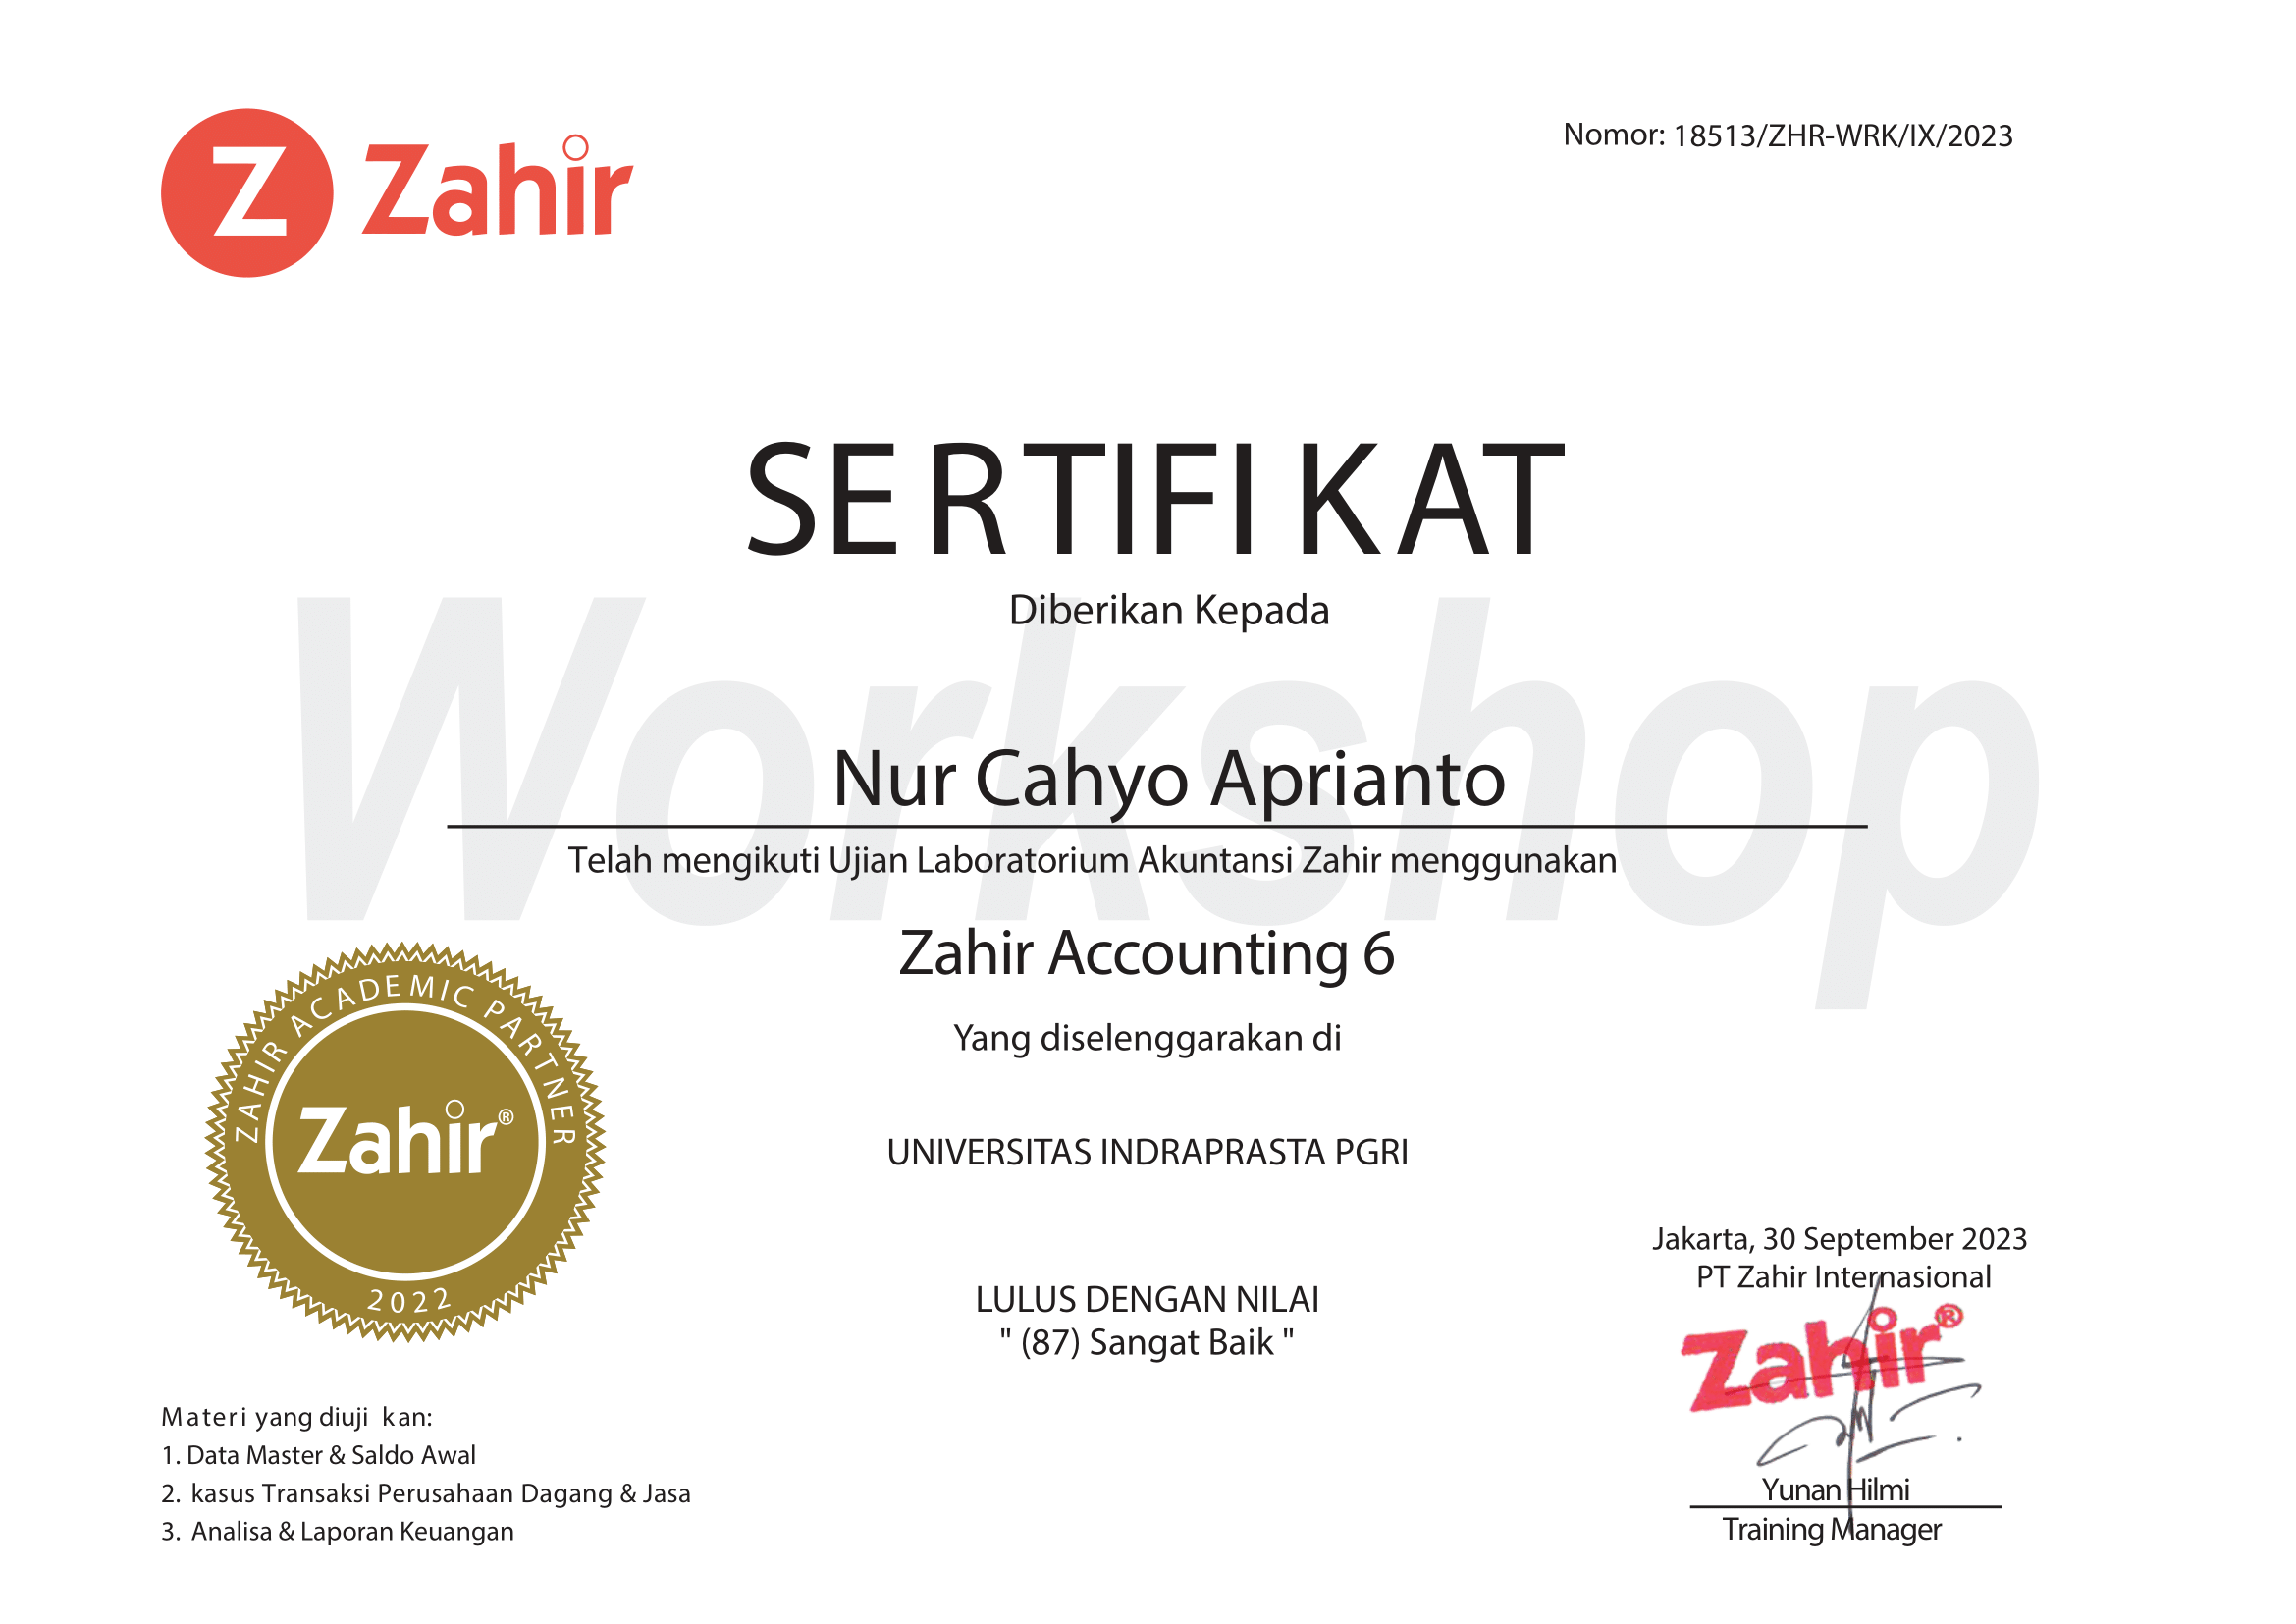 Z Zahir
Nomor: 18513/ZHR-WRK/IX/2023
SERTIFIKAT
Diberikan Kepada
Workshop
Nur Cahyo Aprianto
Telah mengikuti Ujian Laboratorium Akuntansi Zahir menggunakan
Zahir Accounting 6
Yang diselenggarakan di
UNIVERSITAS INDRAPRASTA PGRI
ZAHIR ACADEMIC PARTNER
Zahir®
2022
LULUS DENGAN NILAI
" (87) Sangat Baik "
Jakarta, 30 September 2023
PT Zahir Internasional
Zahir®
Yunan Hilmi
Training Manager
Materi yang diuji kan:
1. Data Master & Saldo Awal
2. kasus Transaksi Perusahaan Dagang & Jasa
3. Analisa & Laporan Keuangan